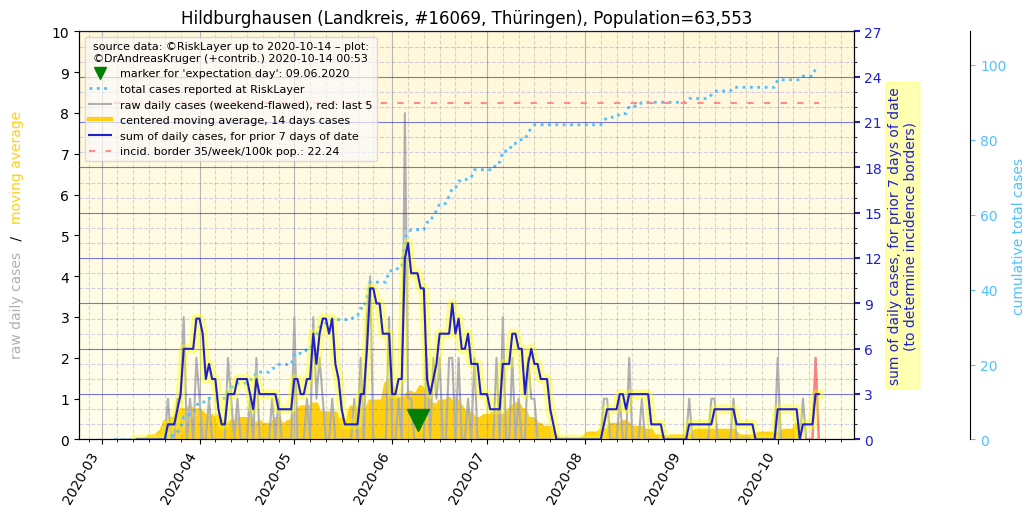 Hildburghausen (Landkreis, #16069, Thüringen), Population=63,553
source data: ©RiskLayer up to 2020-10-14 – plot:
©DrAndreasKruger (+contrib.) 2020-10-14 00:53
marker for 'expectation day': 09.06.2020
total cases reported at RiskLayer
raw daily cases (weekend-flawed), red: last 5
centered moving average, 14 days cases
sum of daily cases, for prior 7 days of date
incid. border 35/week/100k pop.: 22.24
raw daily cases / moving average
10
9
8
7
6
5
4
3
2
1
0
2020-03
2020-04
2020-05
2020-06
2020-07
2020-08
2020-09
2020-10
27
24
21
18
15
12
9
6
3
0
sum of daily cases, for prior 7 days of date
(to determine incidence borders)
100
80
60
40
20
0
cumulative total cases